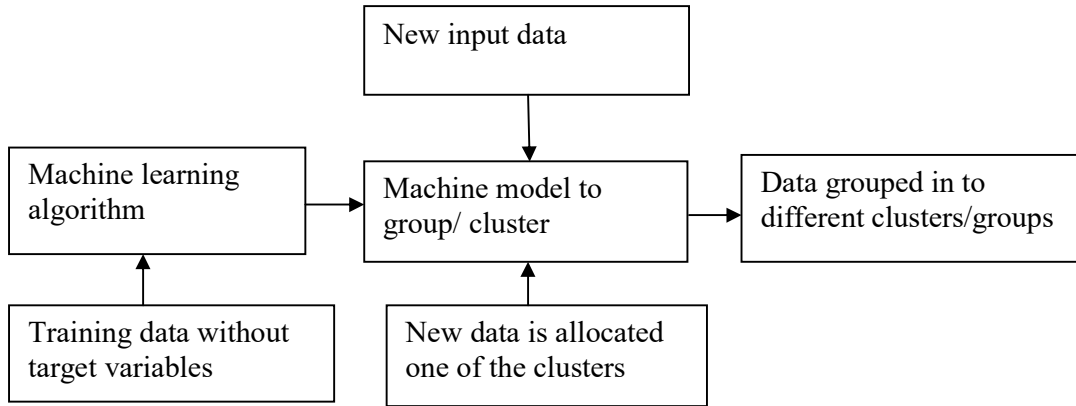 New input data
Machine learning
algorithm
Machine model to
group/ cluster
Data grouped in to
different clusters/groups
Training data without
target variables
New data is allocated
one of the clusters